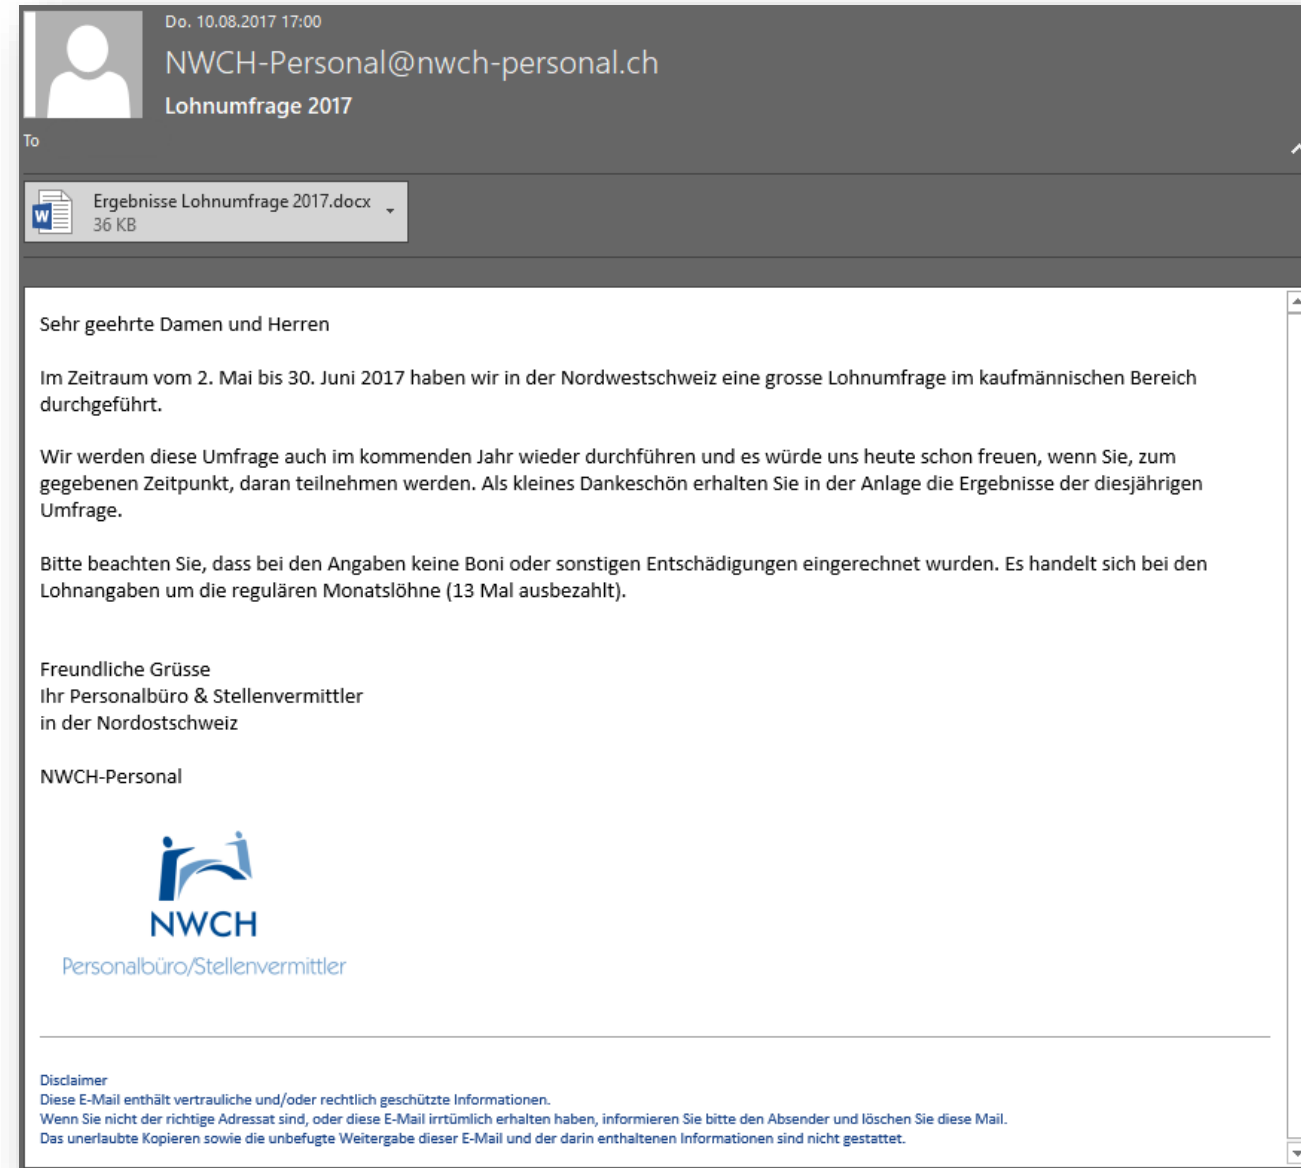 Do. 10.08.2017 17:00
NWCH-Personal@nwch-personal.ch
Lohnumfrage 2017
To
Ergebnisse Lohnumfrage 2017.docx
36 KB
Sehr geehrte Damen und Herren
Im Zeitraum vom 2. Mai bis 30. Juni 2017 haben wir in der Nordwestschweiz eine grosse Lohnumfrage im kaufmännischen Bereich
durchgeführt.
Wir werden diese Umfrage auch im kommenden Jahr wieder durchführen und es würde uns heute schon freuen, wenn Sie, zum
gegebenen Zeitpunkt, daran teilnehmen werden. Als kleines Dankeschön erhalten Sie in der Anlage die Ergebnisse der diesjährigen
Umfrage.
Bitte beachten Sie, dass bei den Angaben keine Boni oder sonstigen Entschädigungen eingerechnet wurden. Es handelt sich bei den
Lohnangaben um die regulären Monatslöhne (13 Mal ausbezahlt).
Freundliche Grüsse
Ihr Personalbüro & Stellenvermittler
in der Nordostschweiz
NWCH-Personal
NWCH
Personalbüro/Stellenvermittler
Disclaimer
Diese E-Mail enthält vertrauliche und/oder rechtlich geschützte Informationen.
Wenn Sie nicht der richtige Adressat sind, oder diese E-Mail irrtümlich erhalten haben, informieren Sie bitte den Absender und löschen Sie diese Mail.
Das unerlaubte Kopieren sowie die unbefugte Weitergabe dieser E-Mail und der darin enthaltenen Informationen sind nicht gestattet.